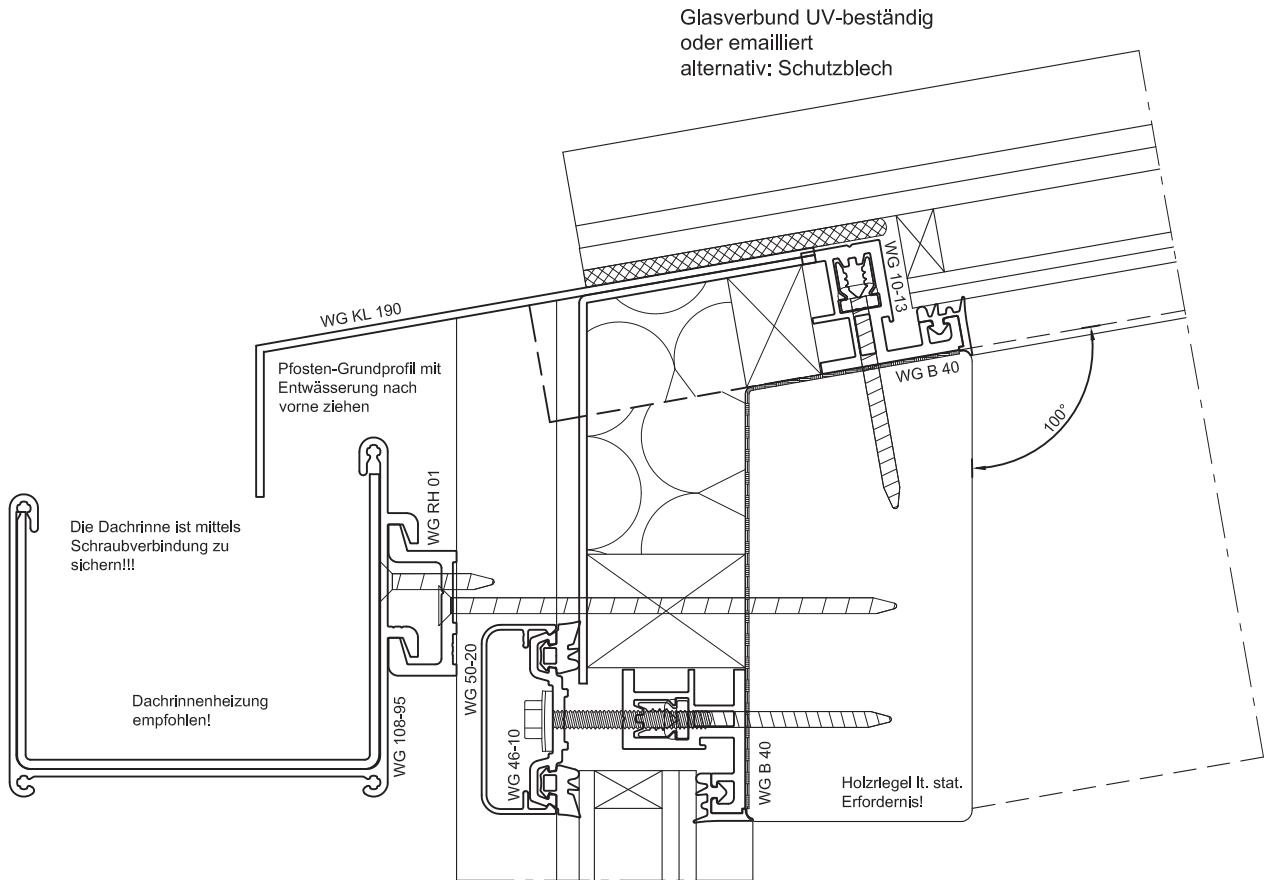 Glasverbund UV-beständig
oder emailliert
alternativ: Schutzblech
WG KL 190
WG 10-13
Pfosten-Grundprofil mit
Entwässerung nach
vorne ziehen
WG B 40
100°
WG RH 01
Die Dachrinne ist mittels
Schraubverbindung zu
sichern!!!
WG 50-20
Dachrinnenheizung
empfohlen!
WG 108-95
WG 46-10
WG B 40
Holzriegel lt. stat.
Erfordernis!